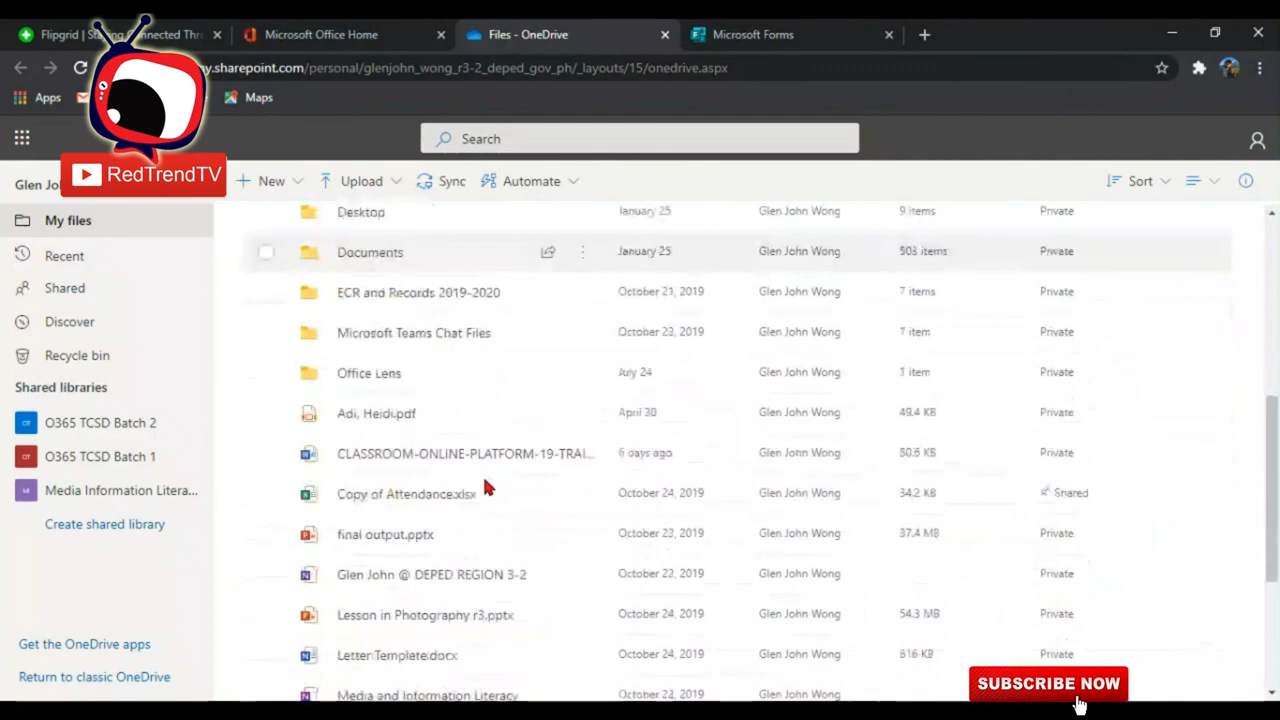 Flipgrid | St
Connected Thr
Microsoft Office Home
Files - OneDrive
Microsoft Forms
.sharepoint.com/personal/glenjohn_wong_r3-2_deped_gov_ph/_layouts/15/onedrive.aspx
Apps
Maps
Search
RedTrendTV
Glen
New Upload Sync Automate Sort
My files
Recent
Shared
Discover
Recycle bin
Shared libraries
O365 TCSD Batch 2
O365 TCSD Batch 1
Media Information Litera...
Create shared library
Get the OneDrive apps
Return to classic OneDrive
Desktop January 25 Glen John Wong 9 items Private
Documents January 25 Glen John Wong 503 items Private
ECR and Records 2019-2020 October 21, 2019 Glen John Wong 7 items Private
Microsoft Teams Chat Files October 23, 2019 Glen John Wong 1 item Private
Office Lens July 24 Glen John Wong 1 item Private
Adi, Heidi.pdf April 30 Glen John Wong 49.4 KB Private
CLASSROOM-ONLINE-PLATFORM-19-TRAI... 6 days ago Glen John Wong 80.6 KB Private
Copy of Attendance.xlsx October 24, 2019 Glen John Wong 34.2 KB Shared
final output.pptx October 23, 2019 Glen John Wong 37.4 MB Private
Glen John @ DEPED REGION 3-2 October 22, 2019 Glen John Wong Private
Lesson in Photography r3.pptx October 24, 2019 Glen John Wong 54.3 MB Private
Letter Template.docx October 24, 2019 Glen John Wong 816 KB Private
Media and Information Literacy October 22, 2019 Glen John Wong Private
SUBSCRIBE NOW